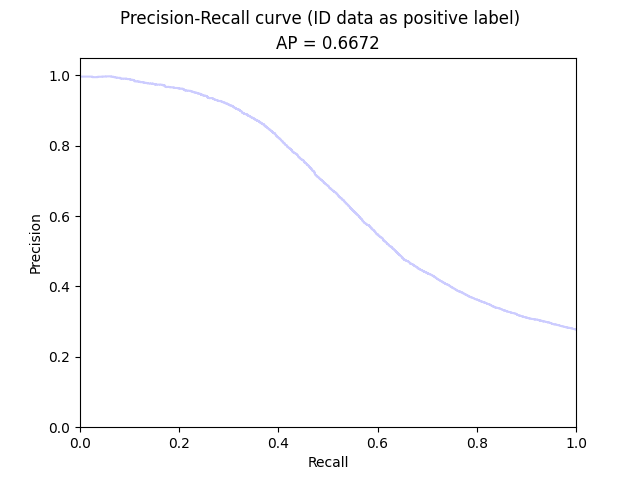 Precision-Recall curve (ID data as positive label)
AP = 0.6672
1.0
0.8
0.6
0.4
0.2
0.0
Precision
0.0 0.2 0.4 0.6 0.8 1.0
Recall